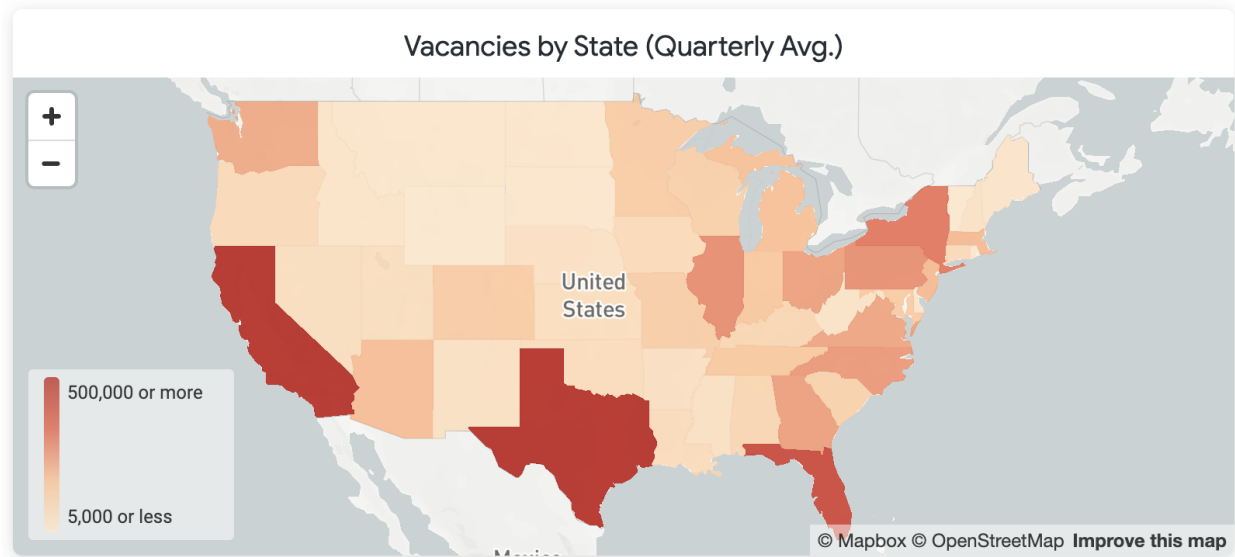 Vacancies by State (Quarterly Avg.)
+
−
United
States
500,000 or more
5,000 or less
Mexico
© Mapbox © OpenStreetMap Improve this map